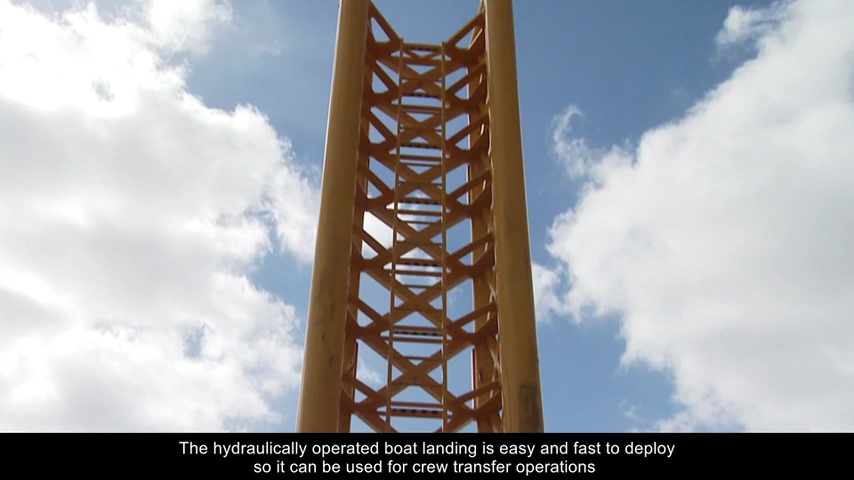 The hydraulically operated boat landing is easy and fast to deploy
so it can be used for crew transfer operations